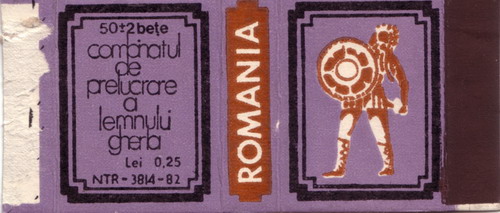 50±2 bețe
combinatul
de
prelucrare
a
lemnului
gherla
Lei 0,25
NTR-3814-82
ROMANIA